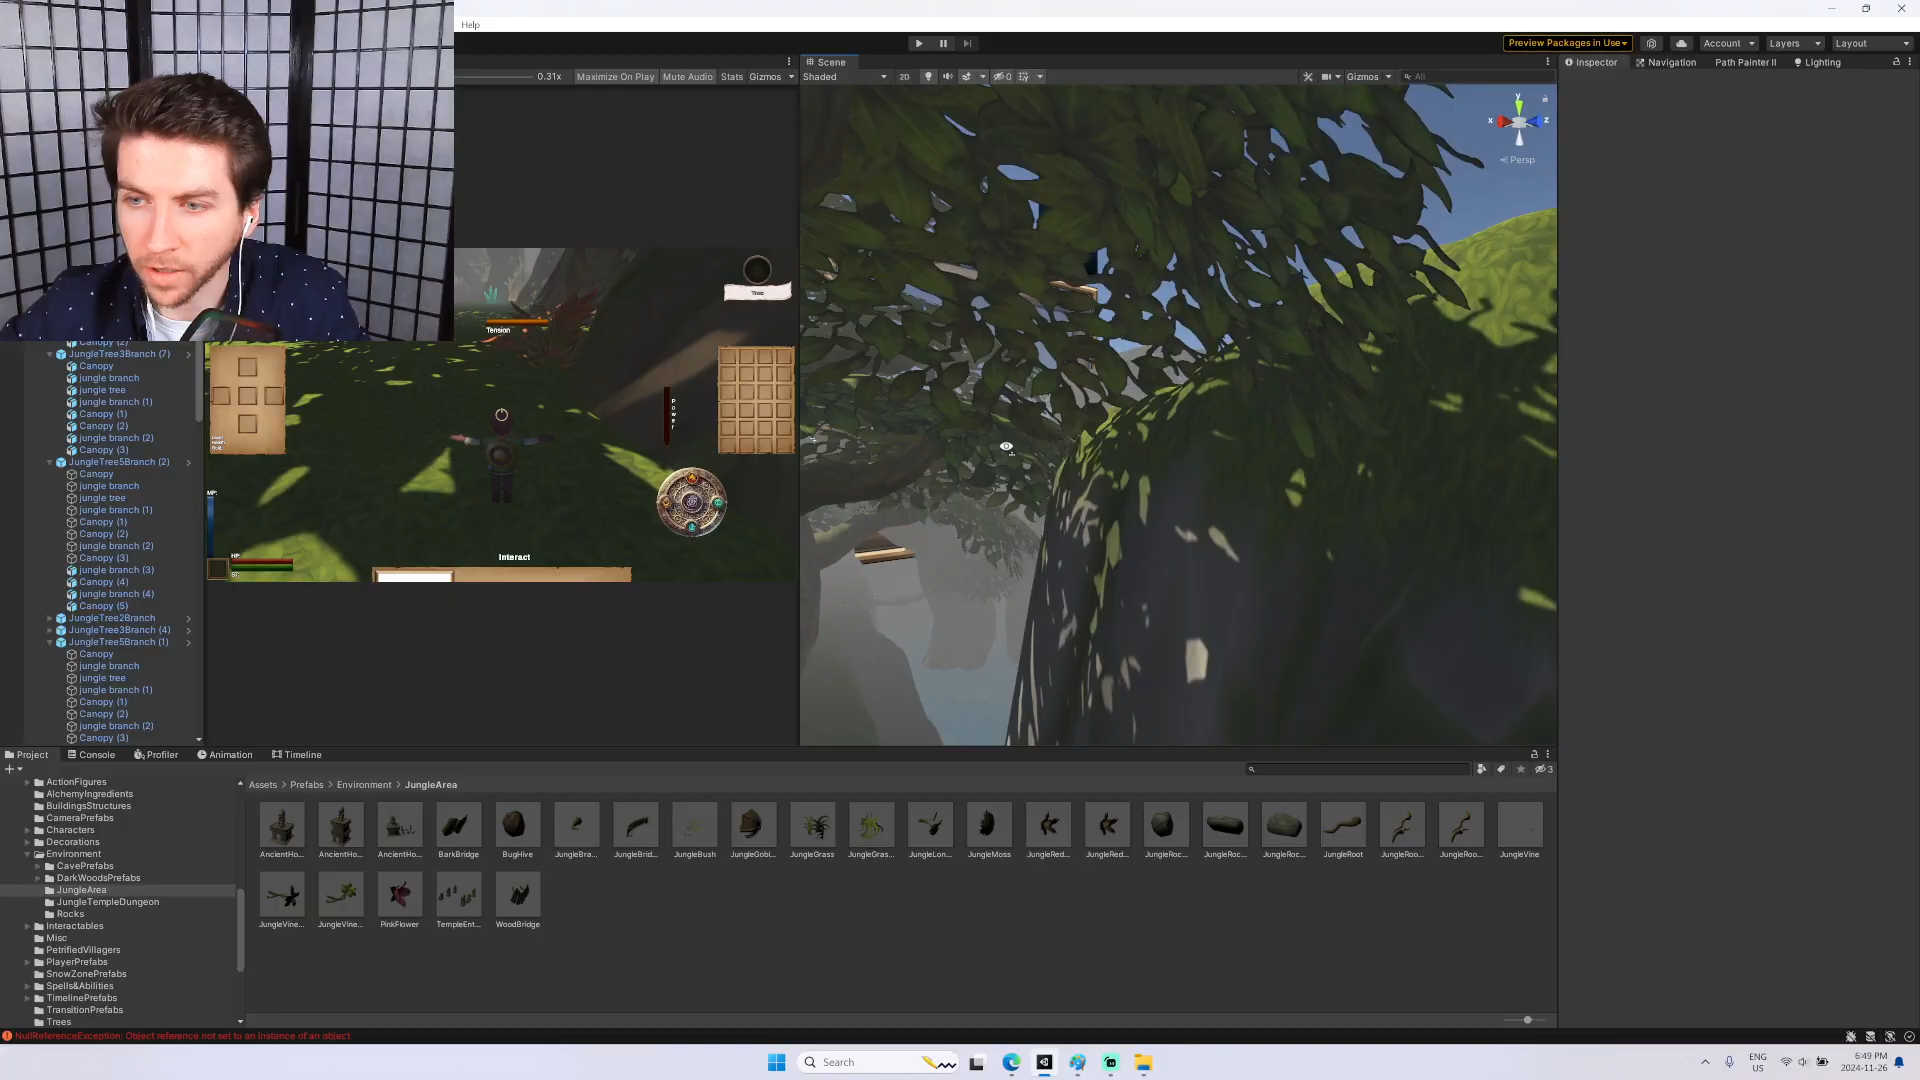 Help
Preview Packages in Use
Account
Layers
Layout
0.31x
Maximize On Play
Mute Audio
Stats
Gizmos
Scene
Shaded
2D
0
Gizmos
All
Inspector
Navigation
Path Painter II
Lighting
y
x
z
Persp
Tension
Power
MP:
HP:
ST:
Interact
Canopy (2)
JungleTree3Branch (7)
Canopy
jungle branch
jungle tree
jungle branch (1)
Canopy (1)
Canopy (2)
jungle branch (2)
Canopy (3)
JungleTree5Branch (2)
Canopy
jungle branch
jungle tree
jungle branch (1)
Canopy (1)
Canopy (2)
jungle branch (2)
Canopy (3)
jungle branch (3)
Canopy (4)
jungle branch (4)
Canopy (5)
JungleTree2Branch
JungleTree3Branch (4)
JungleTree5Branch (1)
Canopy
jungle branch
jungle tree
jungle branch (1)
Canopy (1)
Canopy (2)
jungle branch (2)
Canopy (3)
Project
Console
Profiler
Animation
Timeline
3
ActionFigures
AlchemyIngredients
BuildingsStructures
CameraPrefabs
Characters
Decorations
Environment
CavePrefabs
DarkWoodsPrefabs
JungleArea
JungleTempleDungeon
Rocks
Interactables
Misc
PetrifiedVillagers
PlayerPrefabs
SnowZonePrefabs
Spells&Abilities
TimelinePrefabs
TransitionPrefabs
Trees
Assets
Prefabs
Environment
JungleArea
AncientHo... AncientHo... AncientHo... BarkBridge BugHive JungleBra... JungleBrid... JungleBush JungleGobl... JungleGrass JungleGras... JungleLon... JungleMoss JungleRed... JungleRed... JungleRoc... JungleRoc... JungleRoc... JungleRoot JungleRoo... JungleRoo... JungleVine
JungleVine... JungleVine... PinkFlower TempleEnt... WoodBridge
NullReferenceException: Object reference not set to an instance of an object
Search
ENG
US
6:49 PM
2024-11-26